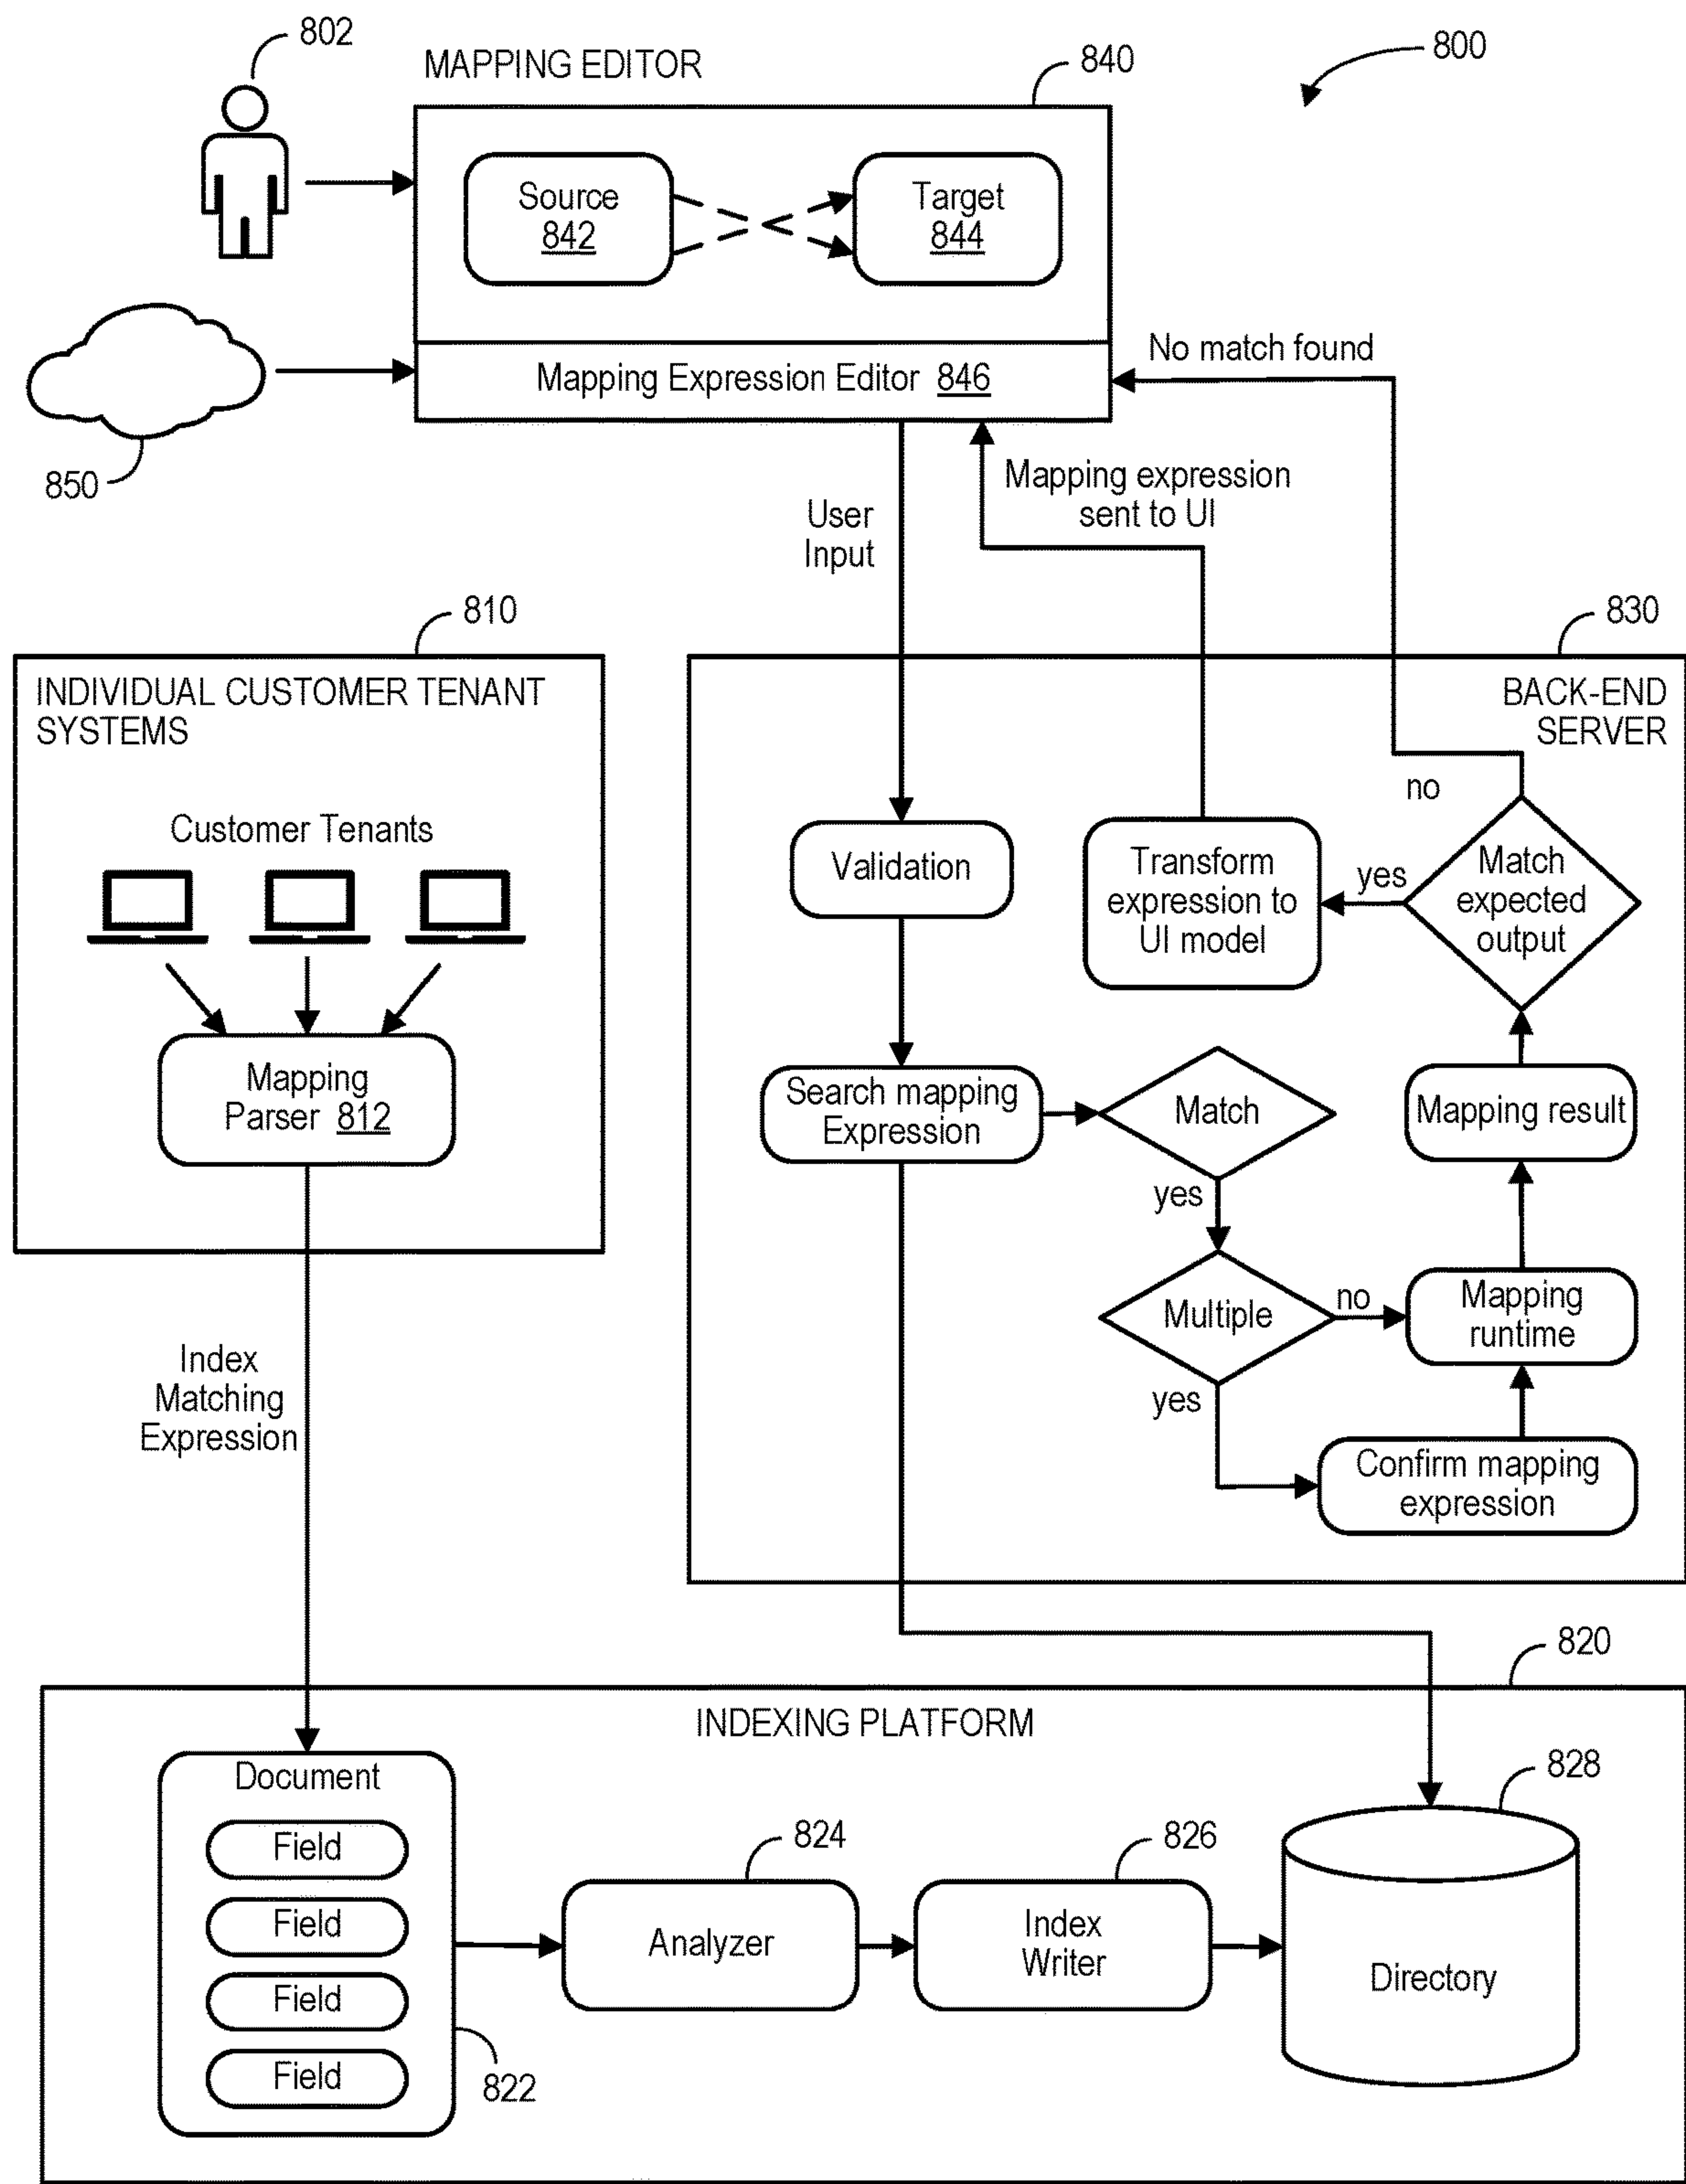 802
MAPPING EDITOR
840
800
Source
842
Target
844
Mapping Expression Editor 846
850
No match found
Mapping expression
sent to UI
User
Input
810
INDIVIDUAL CUSTOMER TENANT
SYSTEMS
Customer Tenants
Mapping
Parser 812
Index
Matching
Expression
830
BACK-END
SERVER
no
Validation
Transform
expression to
UI model
yes
Match
expected
output
Search mapping
Expression
Match
Mapping result
yes
Multiple
no
Mapping
runtime
yes
Confirm mapping
expression
820
INDEXING PLATFORM
Document
Field
Field
Field
Field
822
824
Analyzer
826
Index
Writer
828
Directory